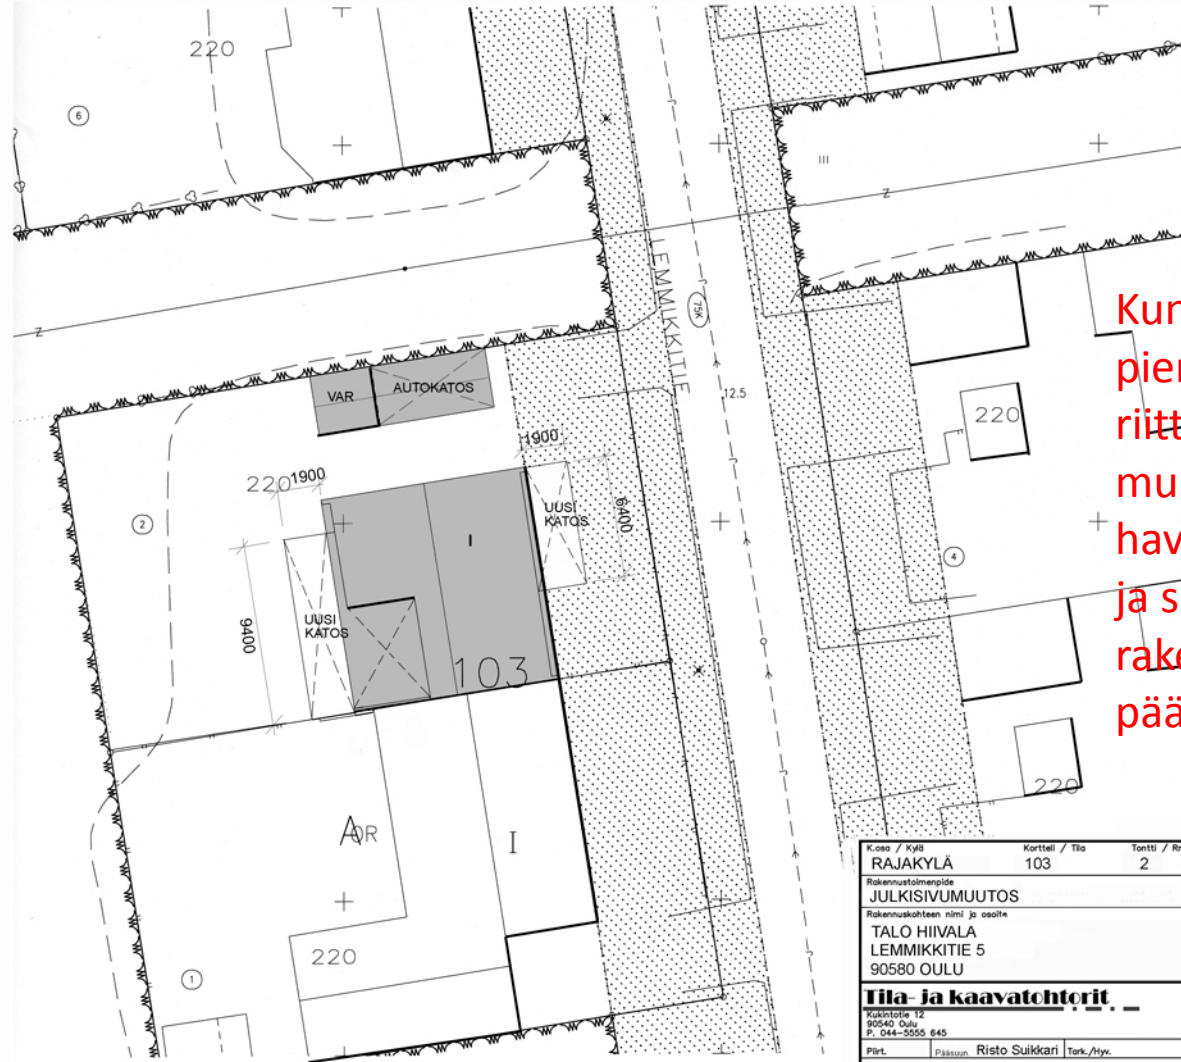 220
6
III
Z
Z
LEMMIKKITIE
75K
12.5
VAR
AUTOKATOS
1900
220
1900
2
I
UUSI
KATOS
6400
220
4
9400
UUSI
KATOS
103
AOR
I
220
1
220
ja
K.osa / Kylä
Kortteli / Tila
Tontti /
RAJAKYLÄ
103
2
Rakennustoimenpide
JULKISIVUMUUTOS
Rakennuskohteen nimi ja osoite
TALO HIIVALA
LEMMIKKITIE 5
90580 OULU
Tila- ja kaavatohtorit
Kukintotie 12
90540 Oulu
P. 044-5555 645
Piirt.
Pääsuun. Risto Suikkari
Tark./Hyv.